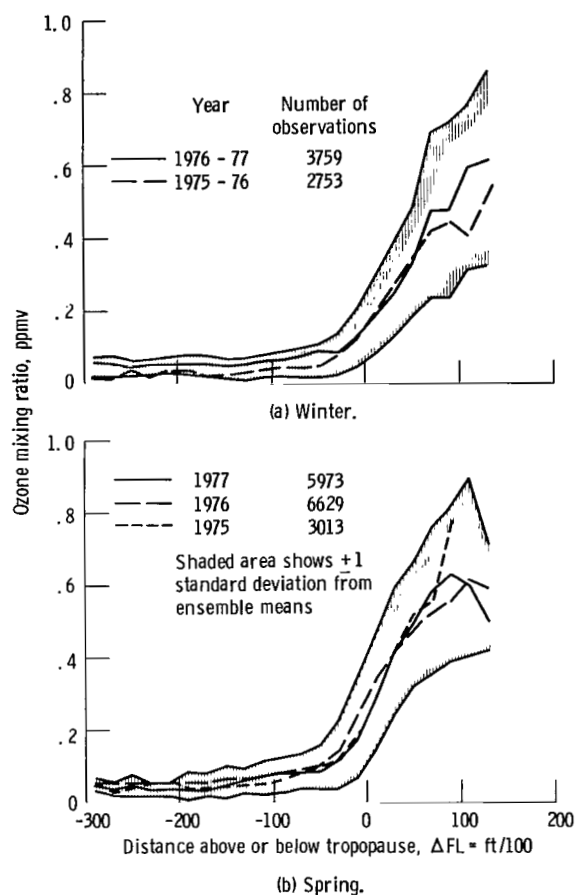 1.0
.8
.6
.4
.2
0
Year Number of
observations
1976 - 77 3759
1975 - 76 2753
(a) Winter.
Ozone mixing ratio, ppmv
1.0
.8
.6
.4
.2
0
1977 5973
1976 6629
1975 3013
Shaded area shows ±1
standard deviation from
ensemble means
-300 -200 -100 0 100 200
Distance above or below tropopause, ΔFL = ft/100
(b) Spring.